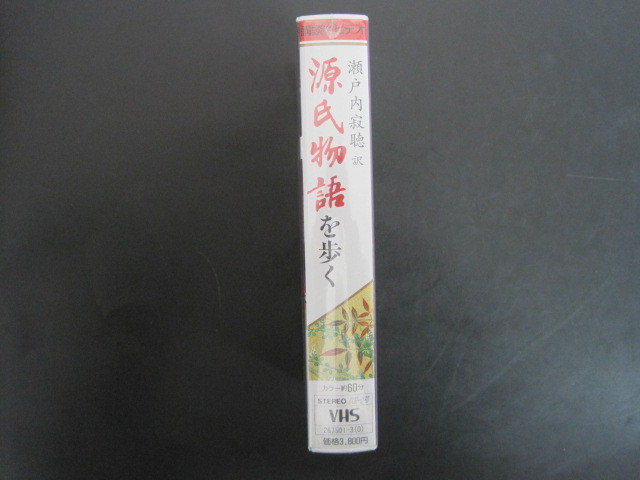 瀬戸内寂聴 訳
源氏物語を歩く
カラー 約60分
STEREO
VHS
価格3,800円